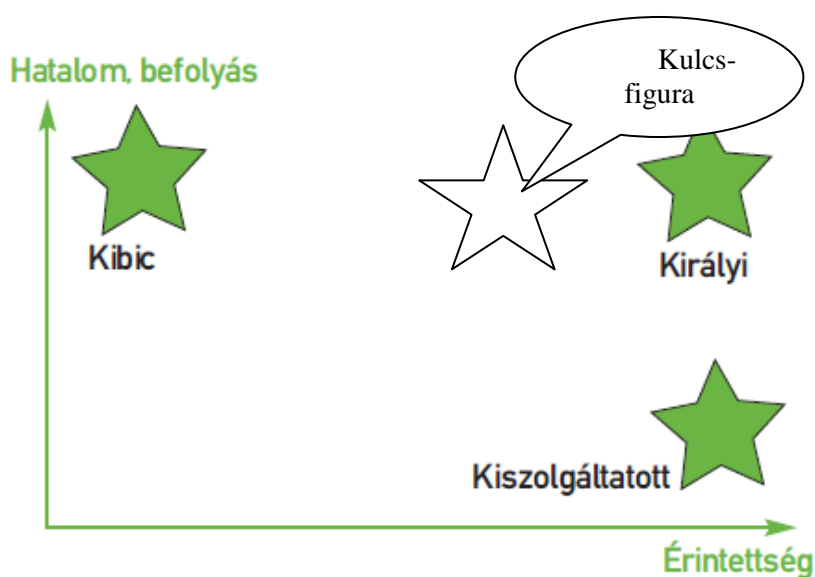 Hatalom, befolyás
Kulcs-
figura
Kibic
Királyi
Kiszolgáltatott
Érintettség